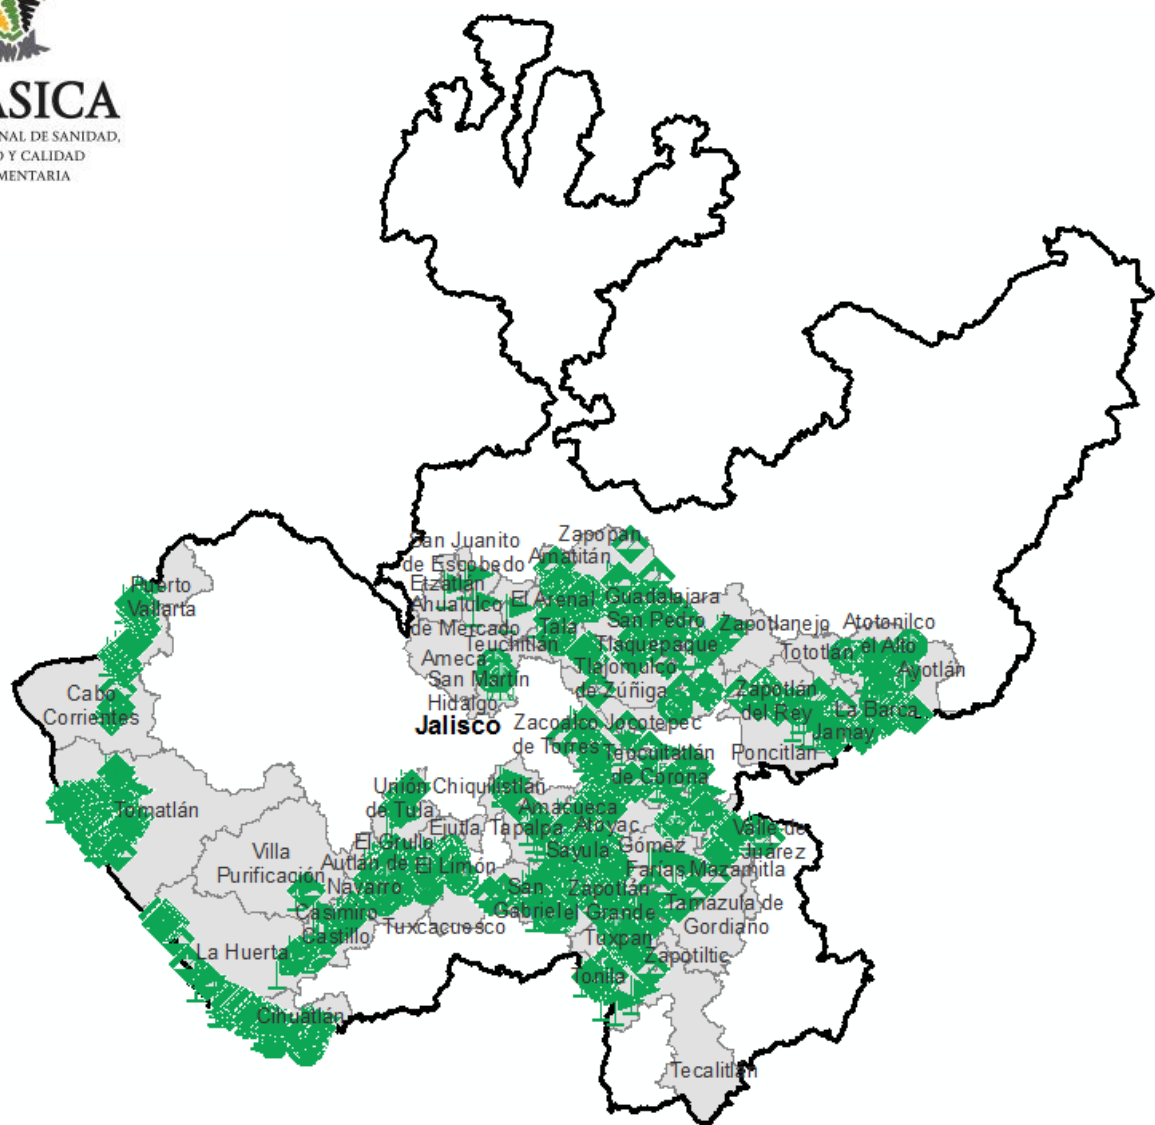 ASICA
NAL DE SANIDAD,
O Y CALIDAD
MENTARIA
Zapopan
San Juanito
de Escobedo
Amatitán
Etzatlán
Puerto
Vallarta
Ahualulco
de Mercado
El Arenal
Guadalajara
San Pedro
Tlaquepaque
Tala
Teuchitlán
Zapotlanejo
Atotonilco
el Alto
Tototlán
Ayotlán
Ameca
San Martín
Hidalgo
Tlajomulco
de Zúñiga
Zapotlán
del Rey
La Barca
Jamay
Cabo
Corrientes
Jalisco
Zacoalco
de Torres
Jocotepec
Teocuitatlán
de Corona
Poncitlán
Unión
de Tula
Chiquilistlán
Tomatlán
Amacueca
Ejutla
Tapalpa
Atoyac
Valle de
Juárez
El Grullo
Sayula
Gómez
Farías
Mazamitla
Villa
Purificación
Autlán de
Navarro
El Limón
San
Gabriel
Zapotlán
el Grande
Tamazula de
Gordiano
Casimiro
Castillo
Tuxcacuesco
Tuxpan
La Huerta
Zapotiltic
Tonila
Cihuatlán
Tecalitlán